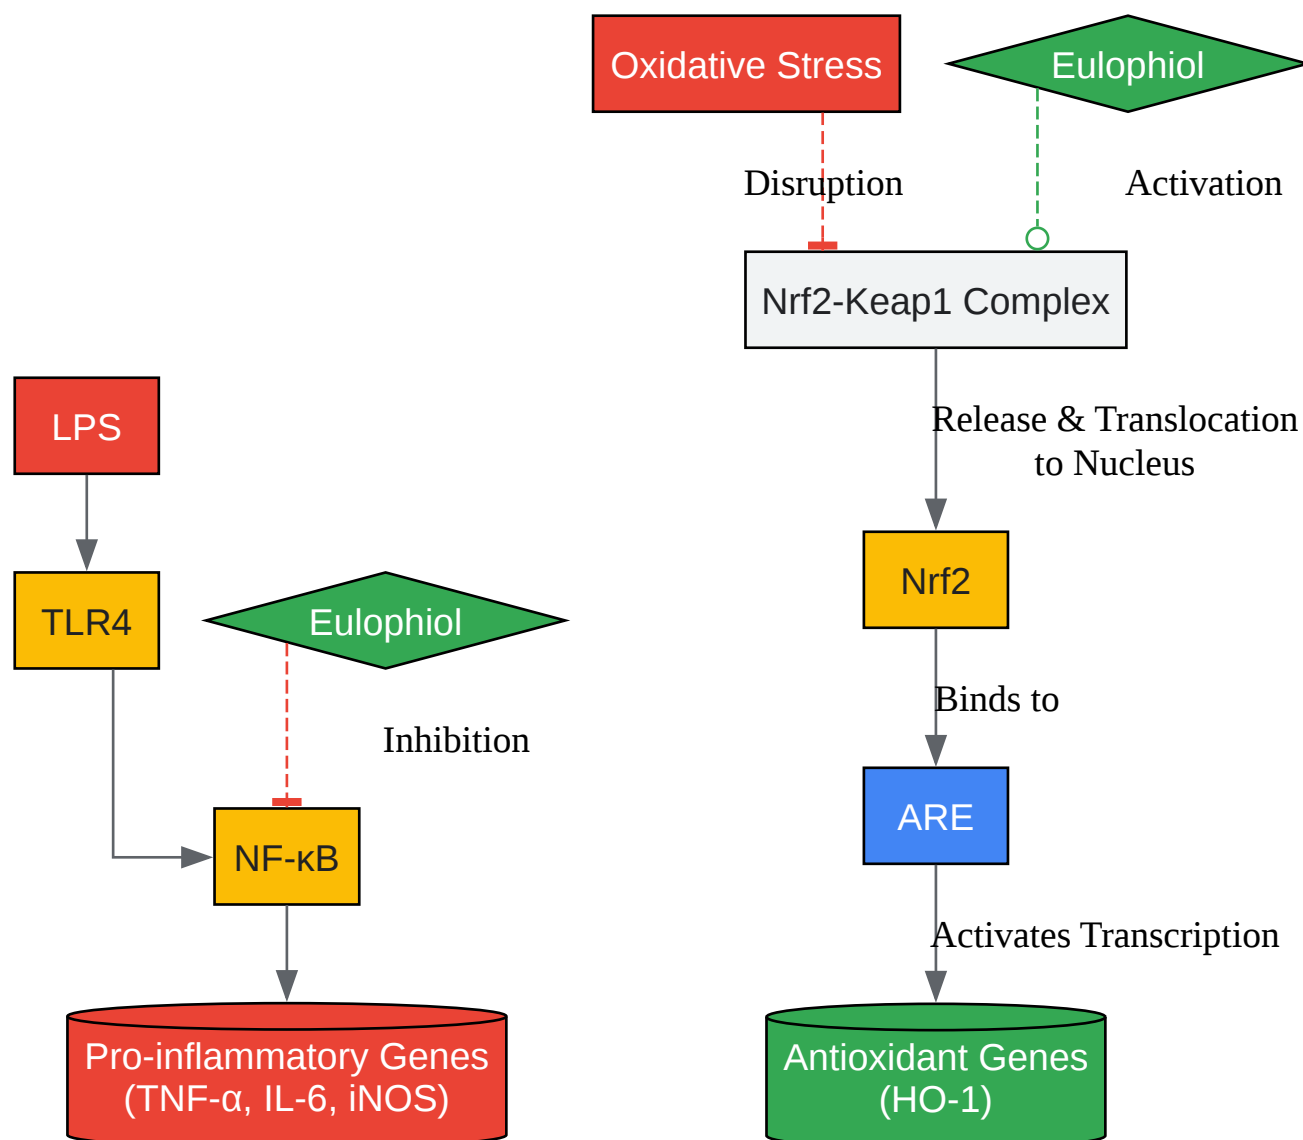 Oxidative Stress
Eulophiol
Disruption
Activation
Nrf2-Keap1 Complex
Release & Translocation
to Nucleus
LPS
TLR4
Eulophiol
Nrf2
Inhibition
Binds to
NF-κB
ARE
Activates Transcription
Pro-inflammatory Genes
(TNF-α, IL-6, iNOS)
Antioxidant Genes
(HO-1)